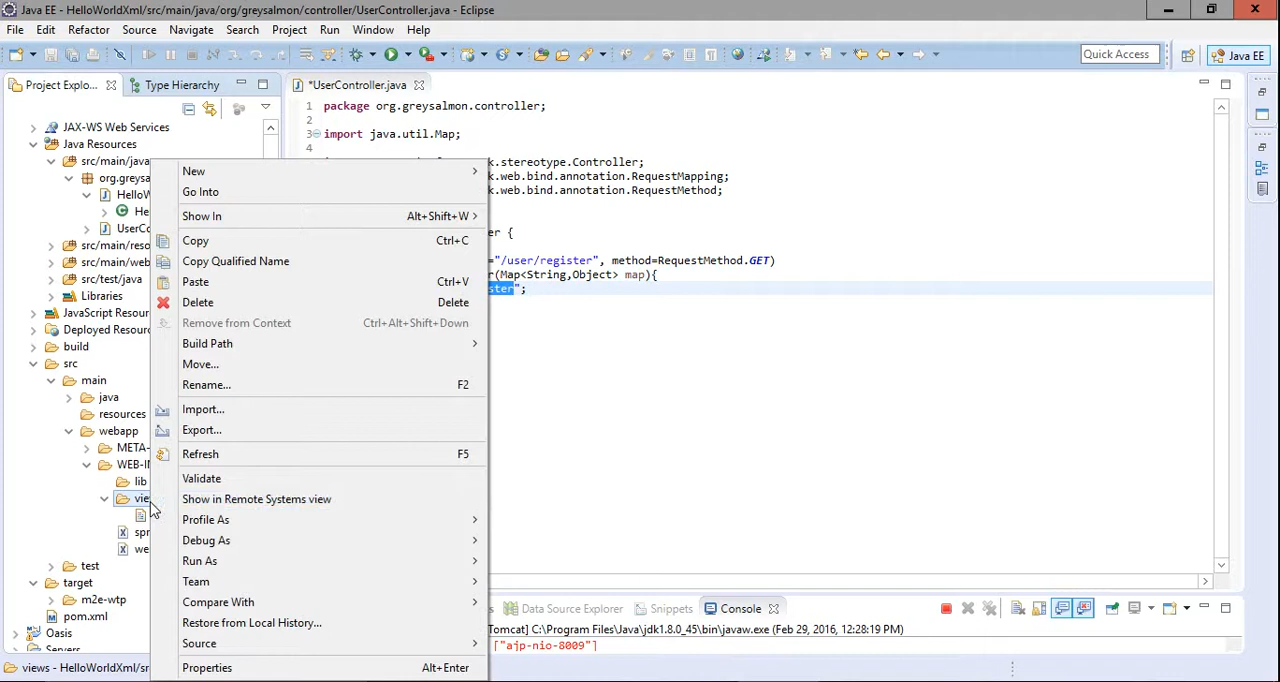 Java EE - HelloWorldXml/src/main/java/org/greysalmon/controller/UserController.java - Eclipse
File Edit Refactor Source Navigate Search Project Run Window Help
Quick Access
Java EE
Project Explo...
Type Hierarchy
*UserController.java
JAX-WS Web Services
Java Resources
src/main/java
org.greys
HelloW
He
UserCo
src/main/reso
src/main/web
src/test/java
Libraries
JavaScript Resour
Deployed Resour
build
src
main
java
resources
webapp
META-
WEB-IN
lib
vie
spr
we
test
target
m2e-wtp
pom.xml
Oasis
Servers
New
Go Into
Show In Alt+Shift+W
Copy Ctrl+C
Copy Qualified Name
Paste Ctrl+V
Delete Delete
Remove from Context Ctrl+Alt+Shift+Down
Build Path
Move...
Rename... F2
Import...
Export...
Refresh F5
Validate
Show in Remote Systems view
Profile As
Debug As
Run As
Team
Compare With
Restore from Local History...
Source
Properties Alt+Enter
1 package org.greysalmon.controller;
2
3 import java.util.Map;
4
k.stereotype.Controller;
k.web.bind.annotation.RequestMapping;
k.web.bind.annotation.RequestMethod;
er {
="/user/register", method=RequestMethod.GET)
r(Map<String,Object> map){
ster";
s Data Source Explorer Snippets Console
Tomcat] C:\Program Files\Java\jdk1.8.0_45\bin\javaw.exe (Feb 29, 2016, 12:28:19 PM)
["ajp-nio-8009"]
views - HelloWorldXml/sr